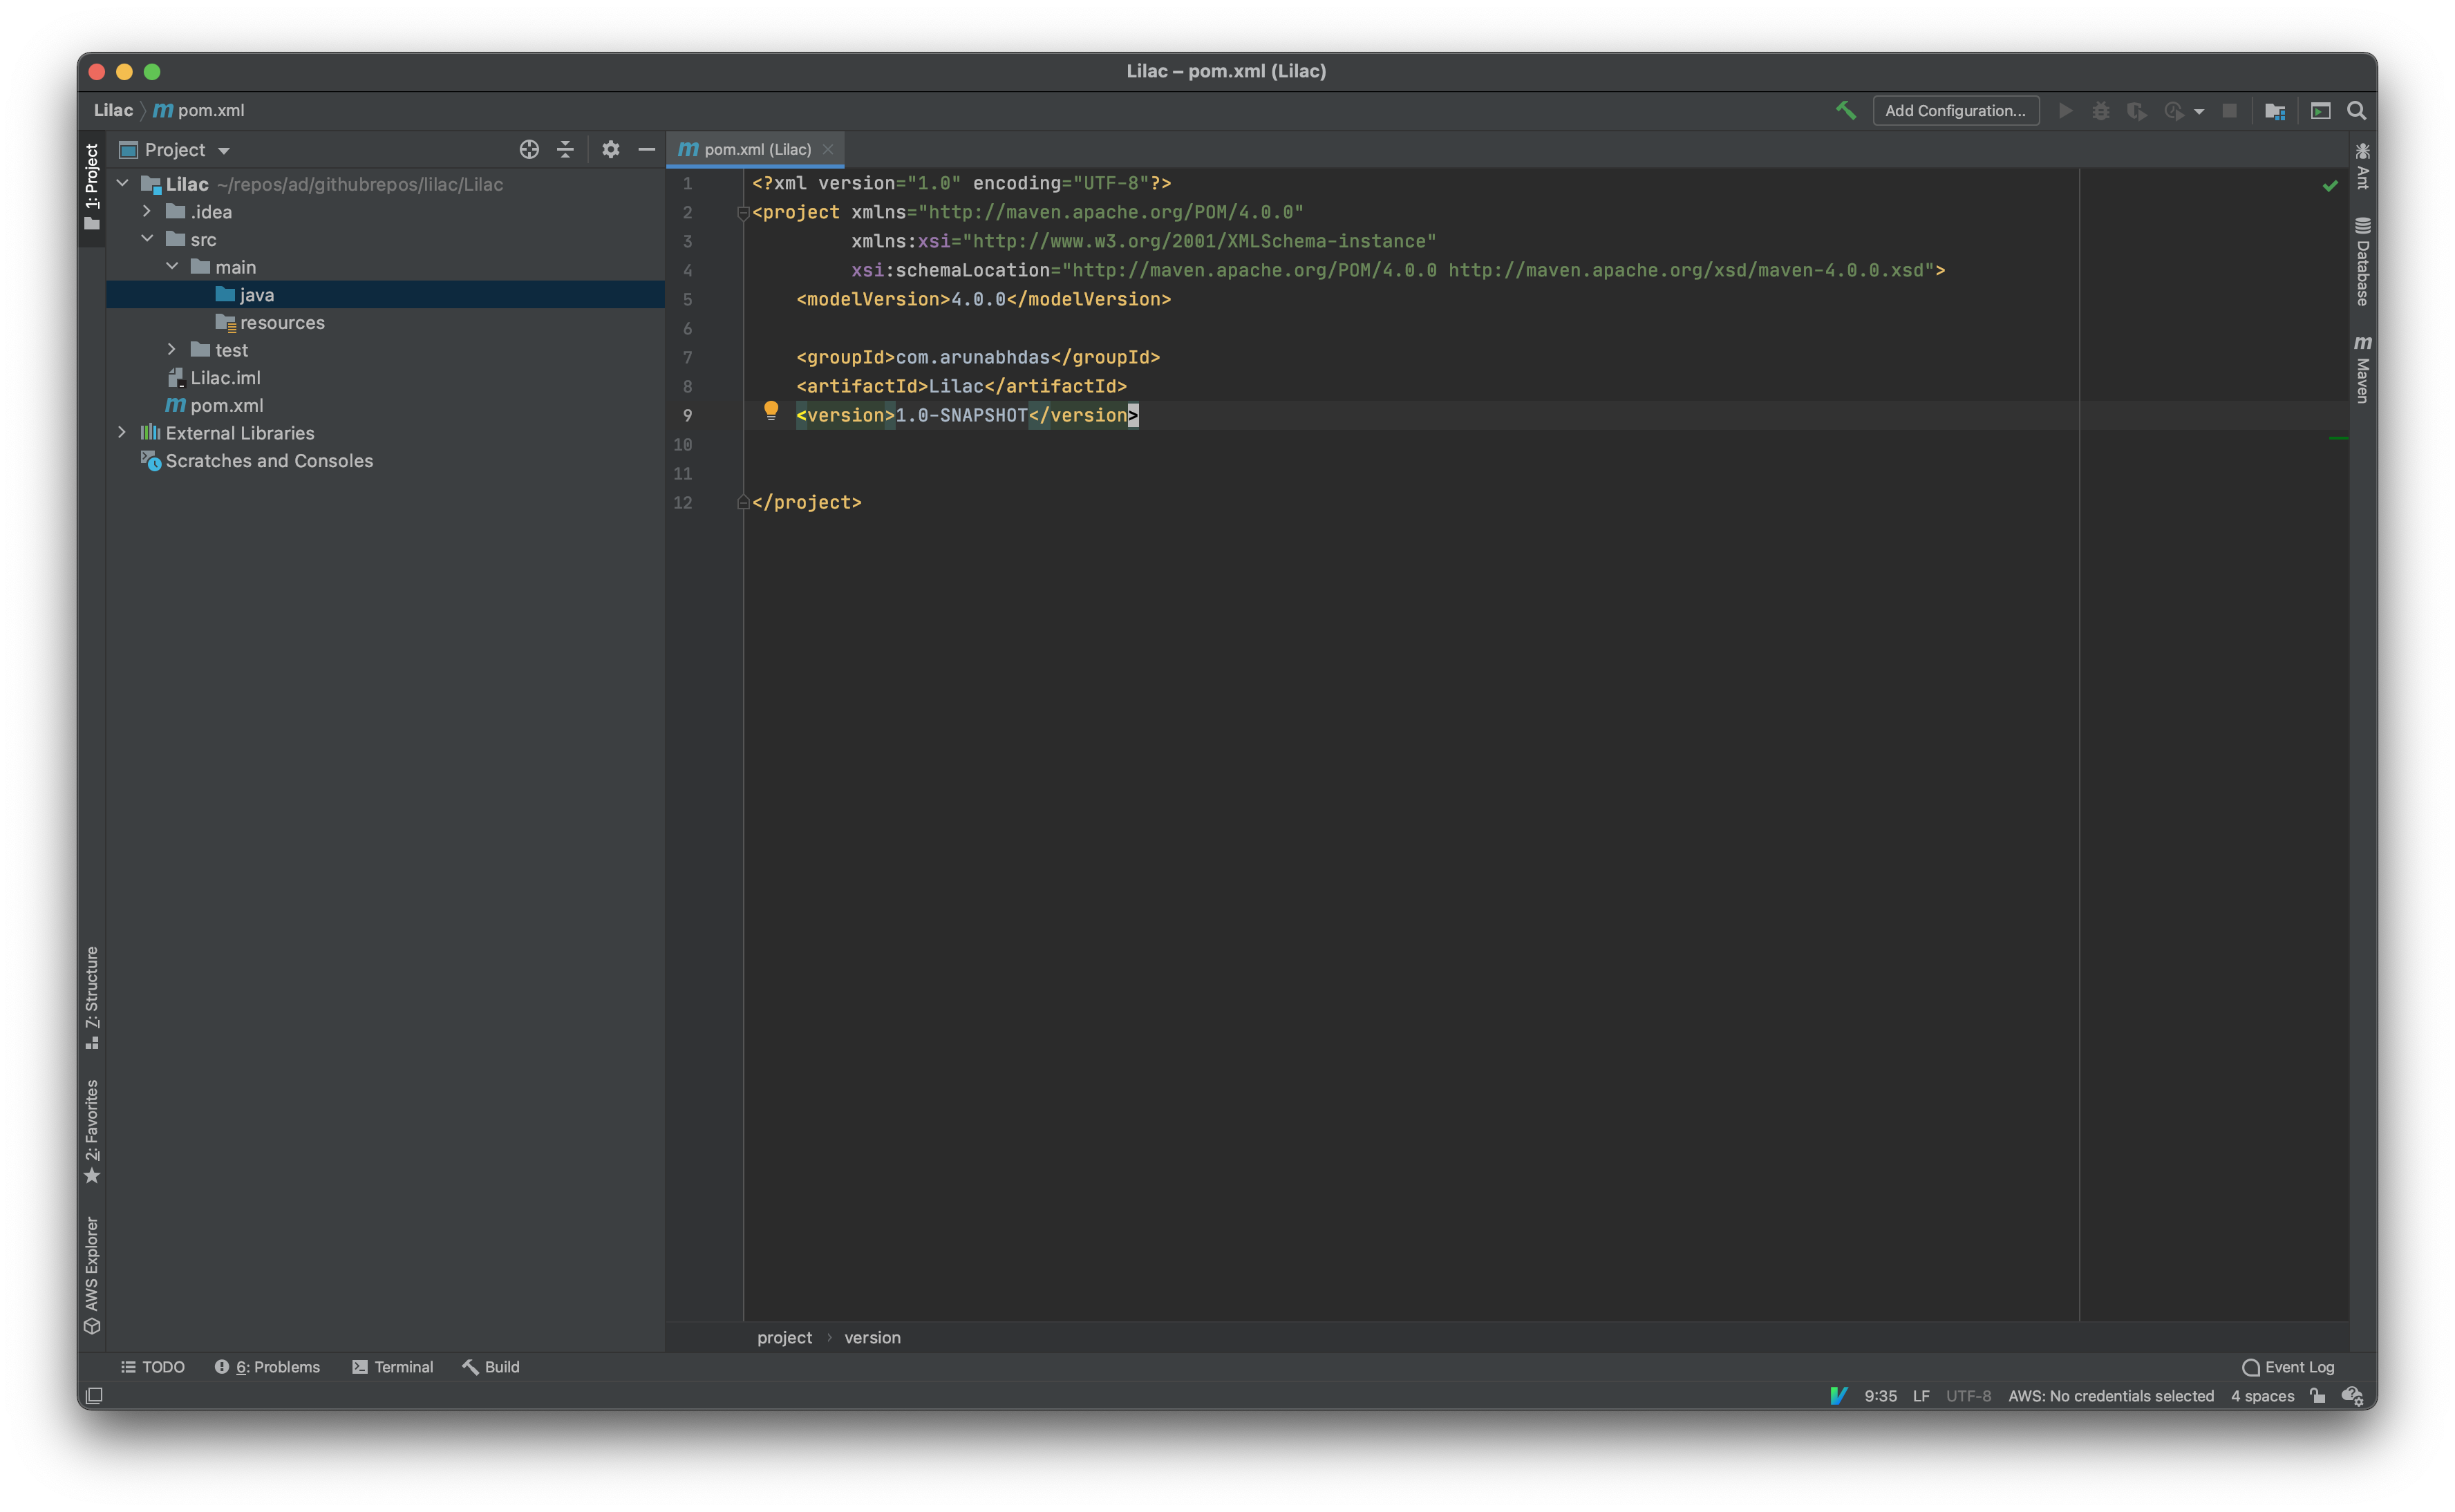 Lilac – pom.xml (Lilac)
Lilac
m pom.xml
Add Configuration...
1: Project
Project
Lilac ~/repos/ad/githubrepos/lilac/Lilac
.idea
src
main
java
resources
test
Lilac.iml
m pom.xml
External Libraries
Scratches and Consoles
m pom.xml (Lilac)
1 <?xml version="1.0" encoding="UTF-8"?>
2 <project xmlns="http://maven.apache.org/POM/4.0.0"
3 xmlns:xsi="http://www.w3.org/2001/XMLSchema-instance"
4 xsi:schemaLocation="http://maven.apache.org/POM/4.0.0 http://maven.apache.org/xsd/maven-4.0.0.xsd">
5 <modelVersion>4.0.0</modelVersion>
6
7 <groupId>com.arunabhdas</groupId>
8 <artifactId>Lilac</artifactId>
9 <version>1.0-SNAPSHOT</version>
10
11
12 </project>
Ant
Database
m Maven
Z: Structure
2: Favorites
AWS Explorer
project
version
TODO
6: Problems
Terminal
Build
Event Log
9:35
LF
UTF-8
AWS: No credentials selected
4 spaces